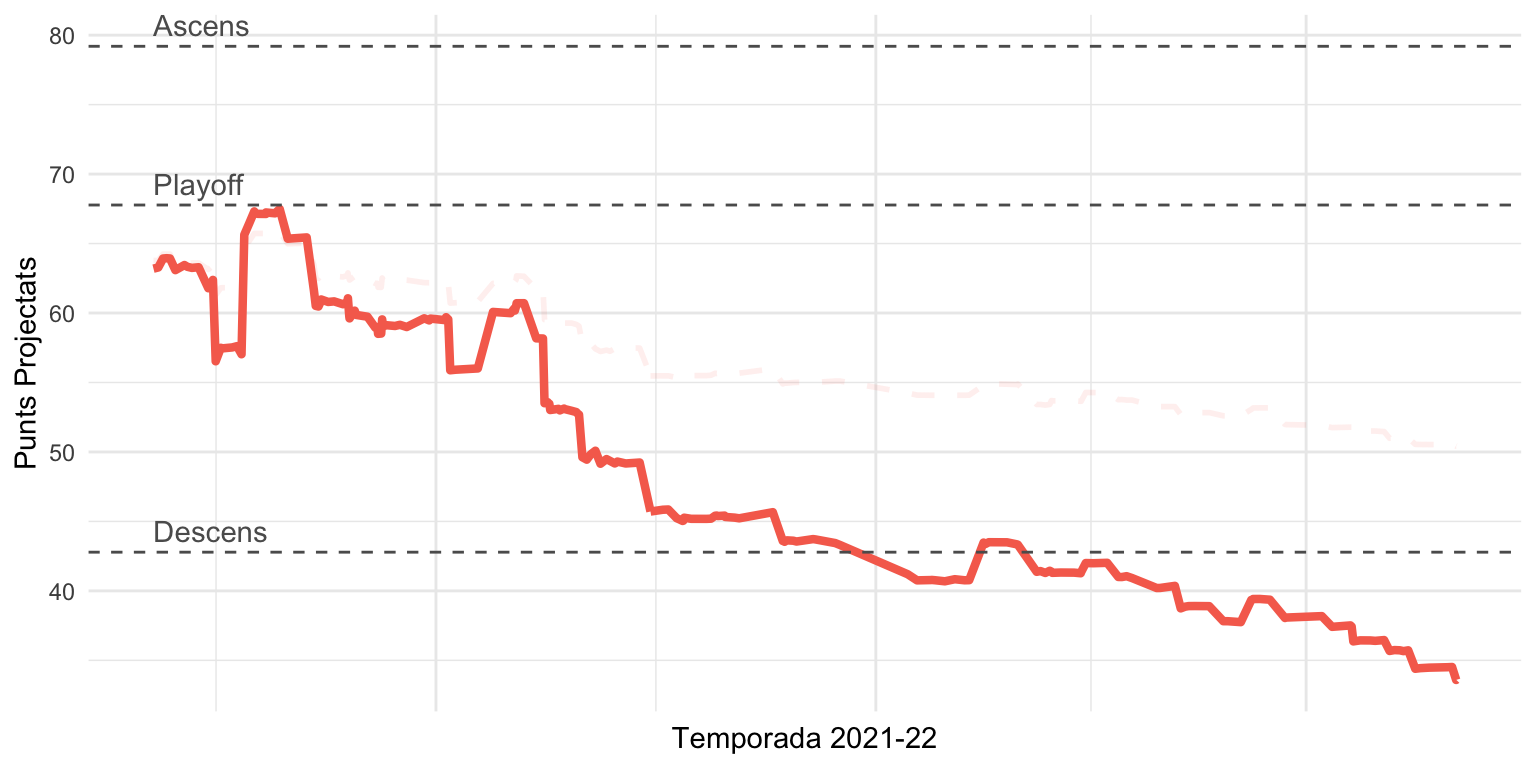 Ascens
80
Playoff
70
60
50
Descens
40
Punts Projectats
Temporada 2021-22